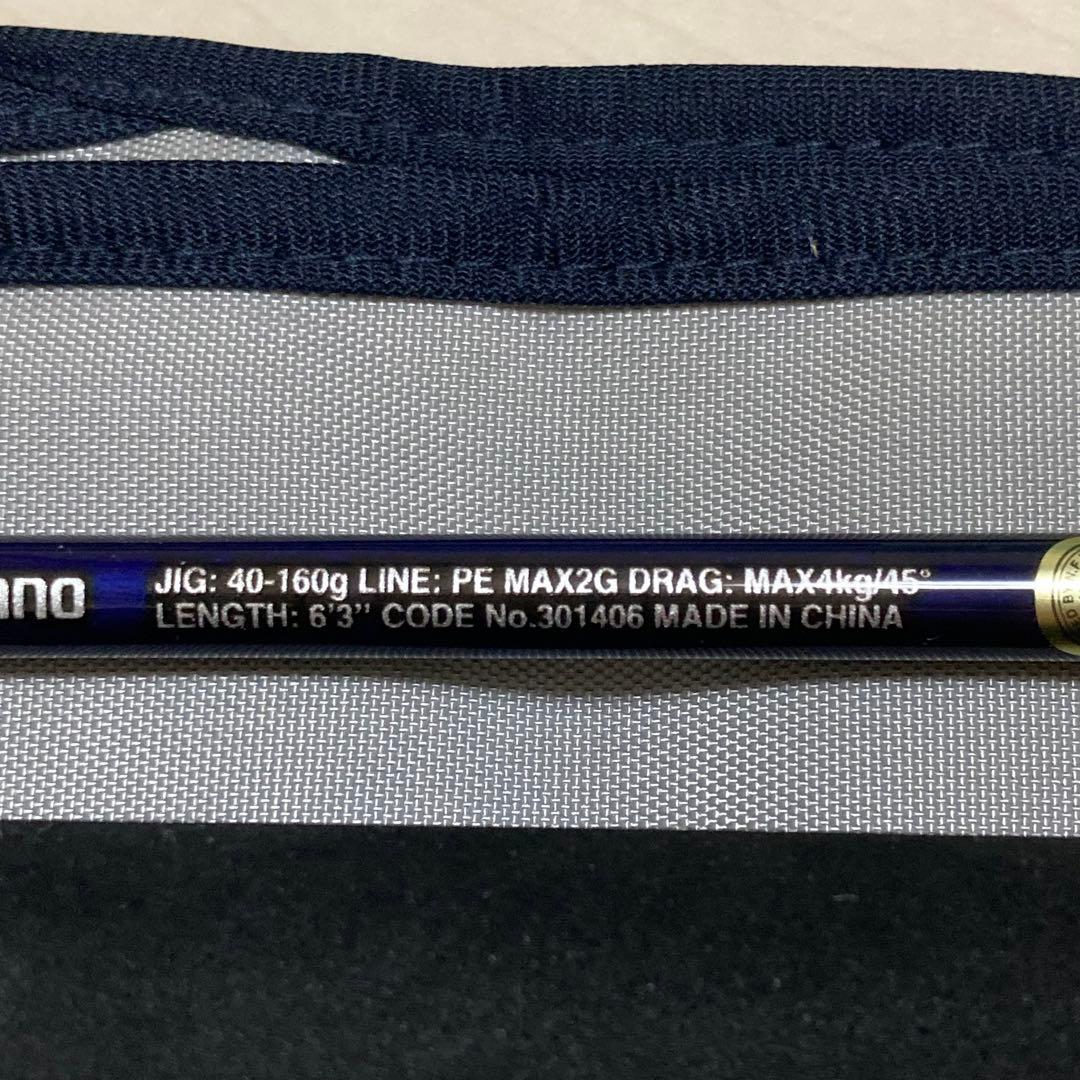 ANO
JIG: 40-160g LINE: PE MAX2G DRAG: MAX4kg/45°
LENGTH: 6'3" CODE No.301406 MADE IN CHINA